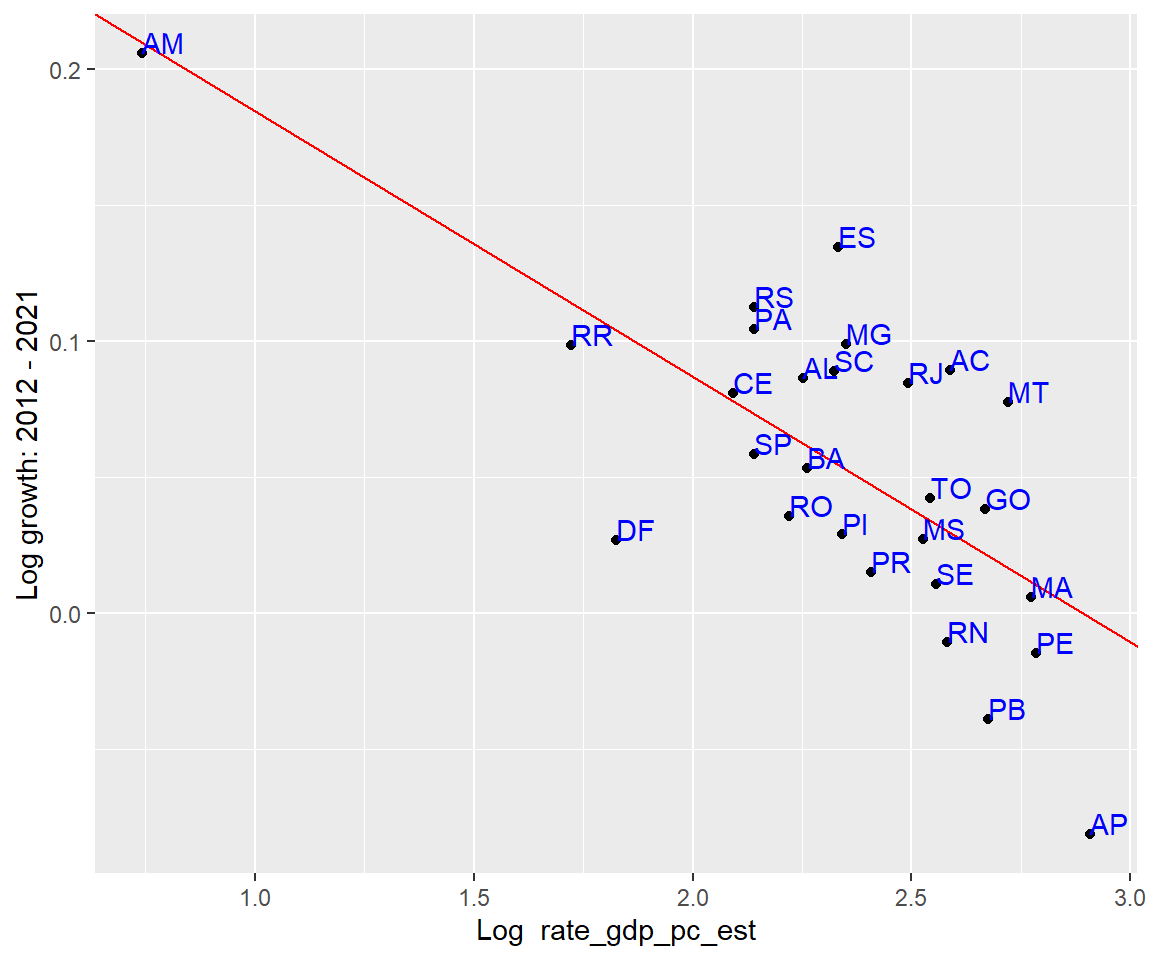 Log growth: 2012 - 2021
0.2
0.1
0.0
AM
ES
RS
PA
RR
MG
SC
AL
RJ
AC
CE
MT
SP
BA
TO
GO
RO
DF
PI
MS
PR
SE
MA
RN
PE
PB
AP
1.0 1.5 2.0 2.5 3.0
Log rate_gdp_pc_est